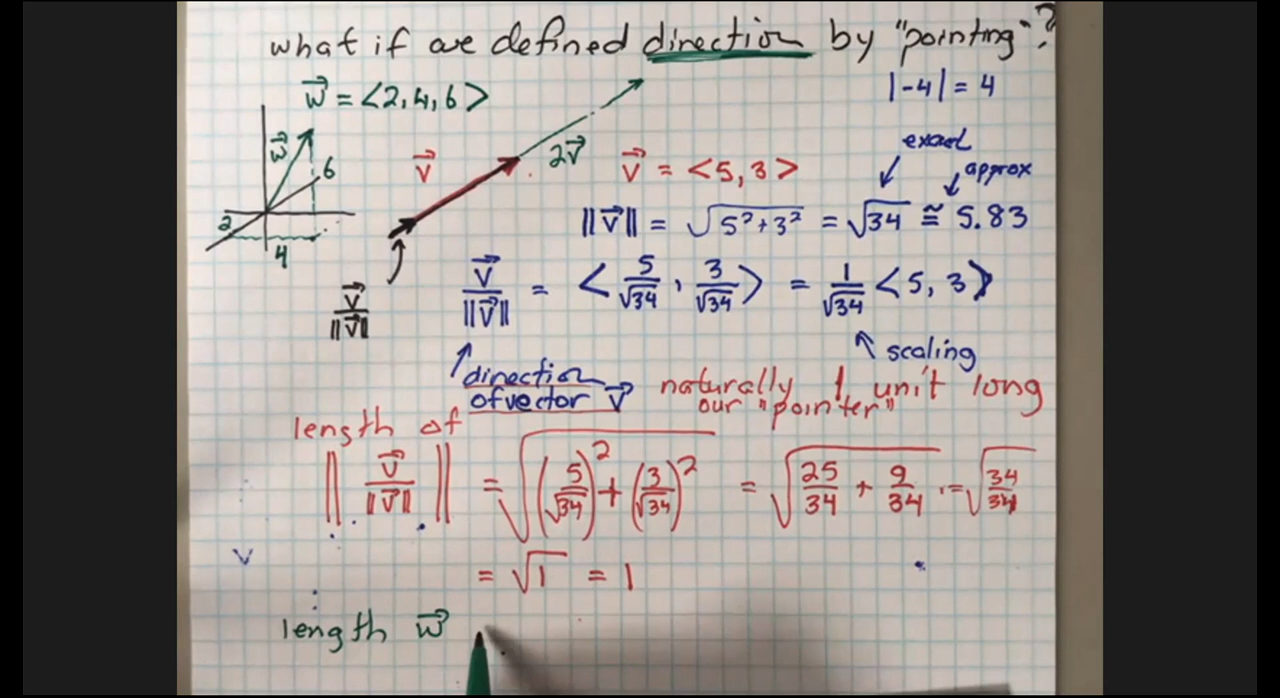 what if we defined direction by "pointing"?
w⃗ = <2, 4, 6>
|-4| = 4
w⃗
6
2
4
v⃗
2v⃗
exact
approx
v⃗ = <5, 3>
||v⃗|| = √(5² + 3²) = √34 ≅ 5.83
v⃗/||v⃗||
v⃗/||v⃗|| = <5/√34, 3/√34> = 1/√34 <5, 3>
scaling
direction
of vector v⃗
naturally 1 unit long
our "pointer"
length of
||v⃗/||v⃗|| || = √((5/√34)² + (3/√34)²) = √(25/34 + 9/34) = √(34/34)
= √1 = 1
length w⃗